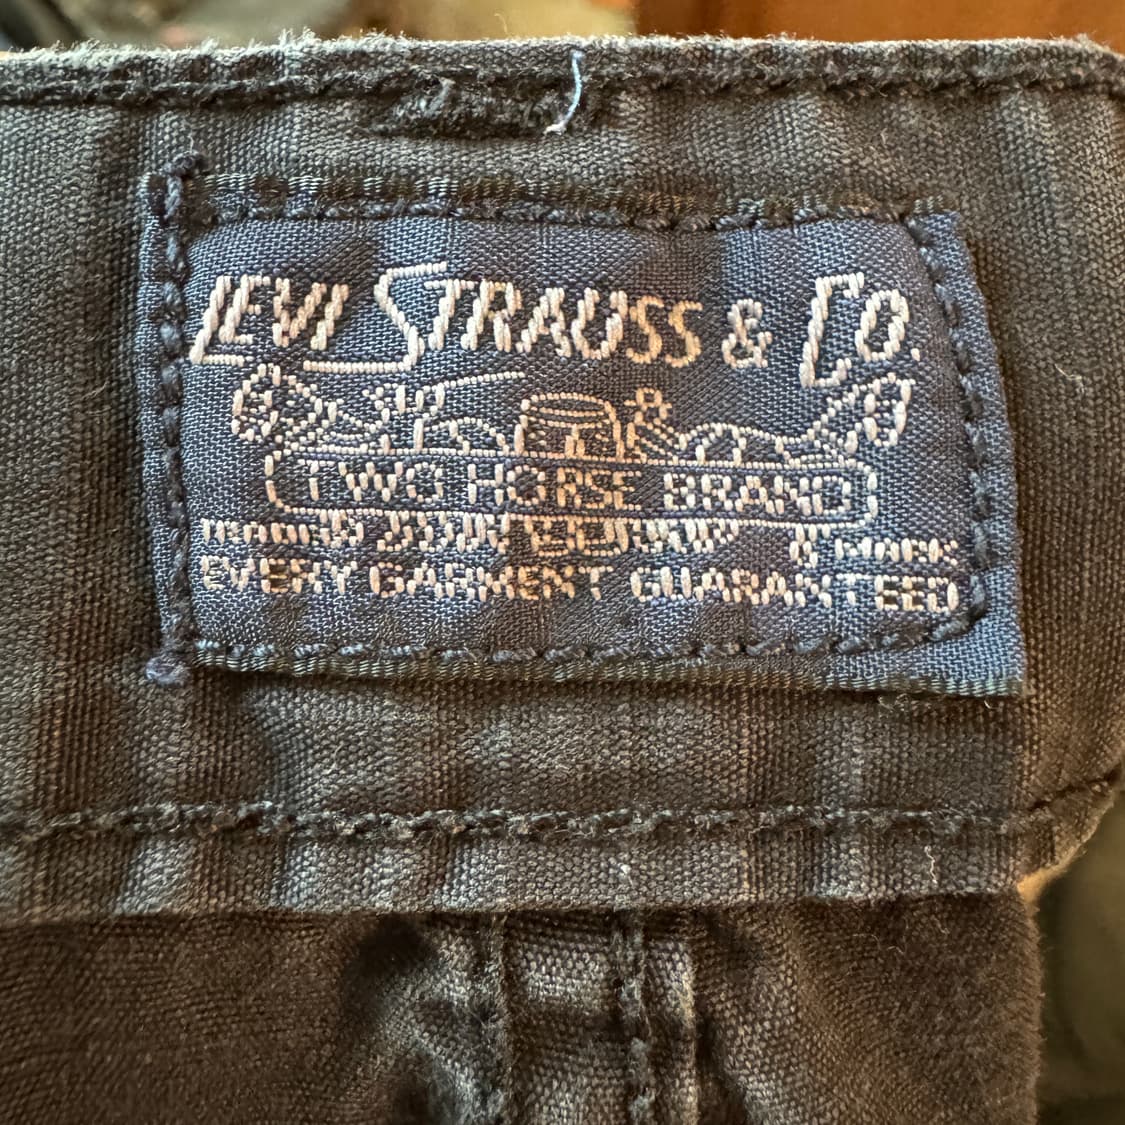 LEVI STRAUSS & CO.
TWO HORSE BRAND
MARK
EVERY GARMENT GUARANTEED